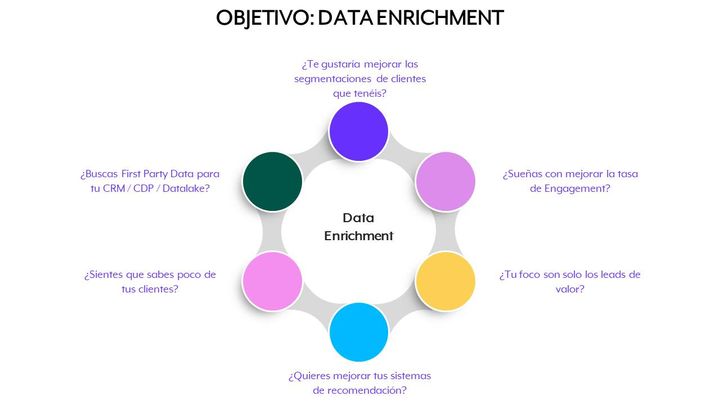 OBJETIVO: DATA ENRICHMENT
¿Te gustaría mejorar las
segmentaciones de clientes
que tenéis?
¿Buscas First Party Data para
tu CRM / CDP / Datalake?
¿Sueñas con mejorar la tasa
de Engagement?
Data
Enrichment
¿Sientes que sabes poco de
tus clientes?
¿Tu foco son solo los leads de
valor?
¿Quieres mejorar tus sistemas
de recomendación?